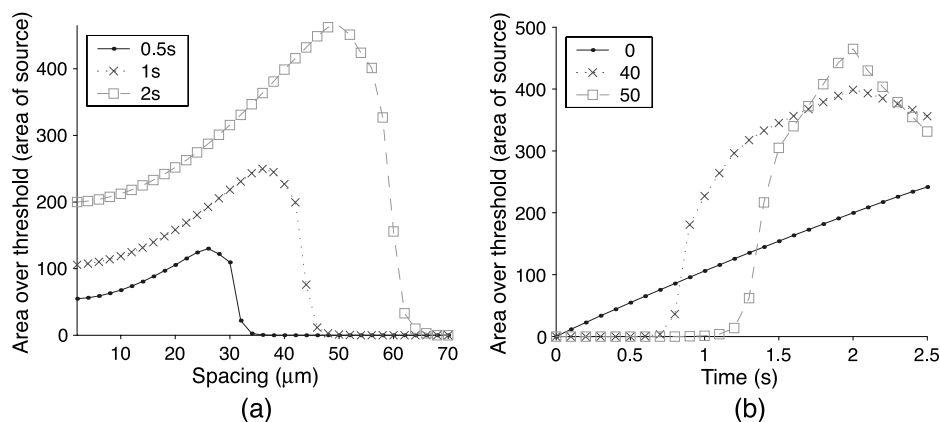 Area over threshold (area of source)
400
300
200
100
0
0.5s
1s
2s
10 20 30 40 50 60 70
Spacing (μm)
(a)
Area over threshold (area of source)
500
400
300
200
100
0
0
40
50
0 0.5 1 1.5 2 2.5
Time (s)
(b)